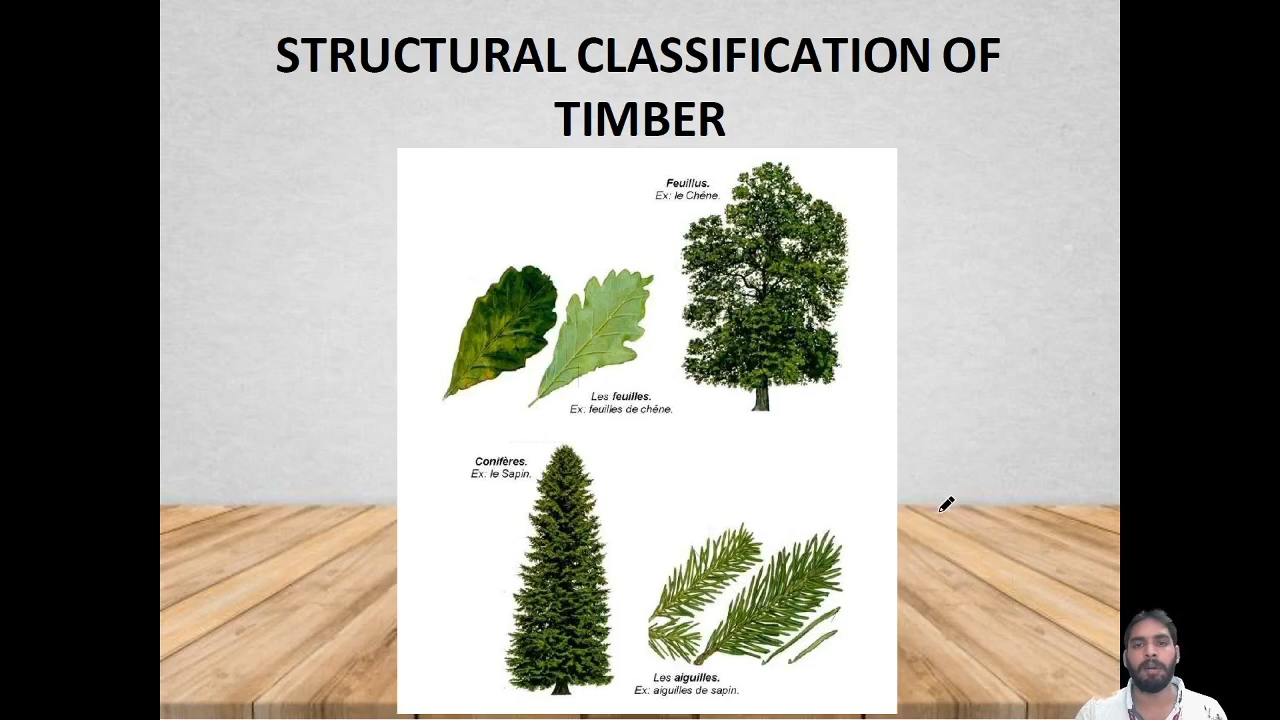 STRUCTURAL CLASSIFICATION OF
TIMBER
Feuillus.
Ex: le Chêne.
Les feuilles.
Ex: feuilles de chêne.
Conifères.
Ex: le Sapin.
Les aiguilles.
Ex: aiguilles de sapin.